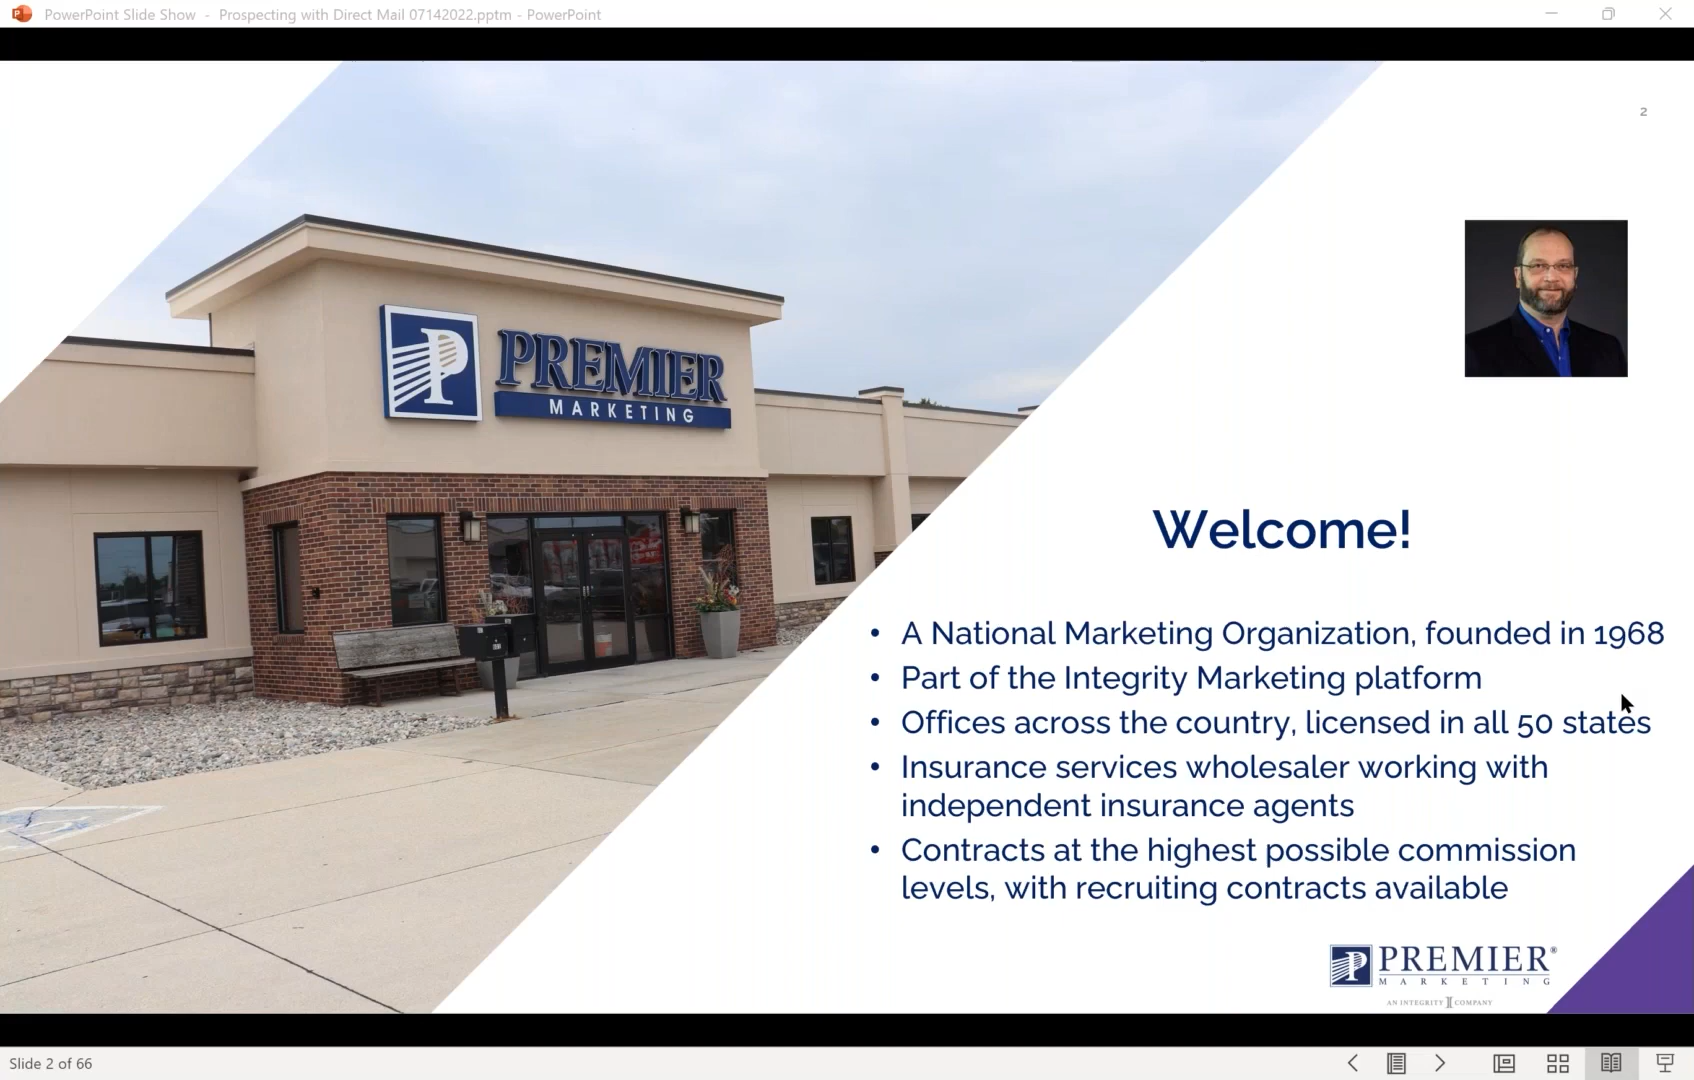 PowerPoint Slide Show - Prospecting with Direct Mail 07142022.pptm - PowerPoint
2
PREMIER
MARKETING
Welcome!
• A National Marketing Organization, founded in 1968
• Part of the Integrity Marketing platform
• Offices across the country, licensed in all 50 states
• Insurance services wholesaler working with
independent insurance agents
• Contracts at the highest possible commission
levels, with recruiting contracts available
PREMIER®
MARKETING
AN INTEGRITY COMPANY
Slide 2 of 66